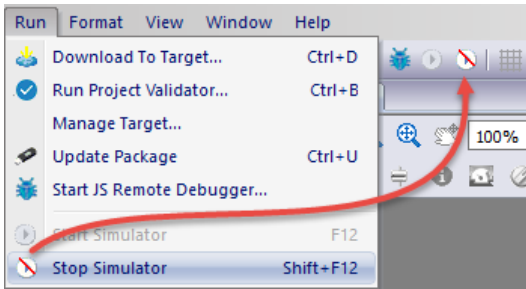 Run Format View Window Help
Download To Target... Ctrl+D
Run Project Validator... Ctrl+B
Manage Target...
Update Package Ctrl+U
100%
Start JS Remote Debugger...
Start Simulator F12
Stop Simulator Shift+F12